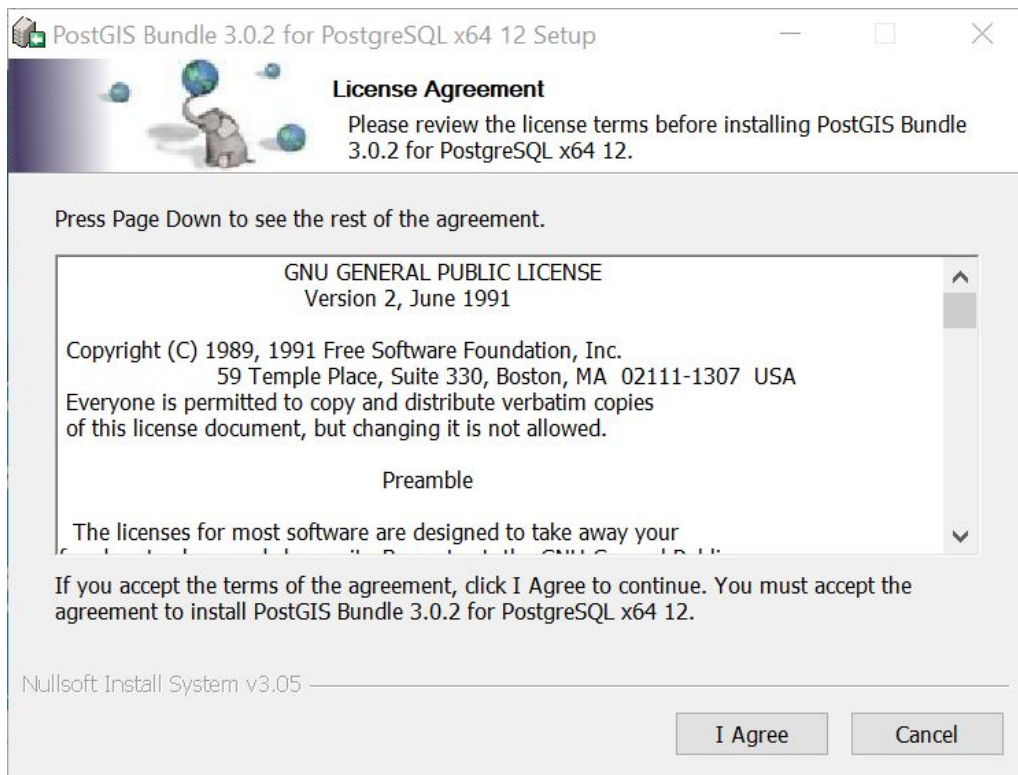 PostGIS Bundle 3.0.2 for PostgreSQL x64 12 Setup
License Agreement
Please review the license terms before installing PostGIS Bundle
3.0.2 for PostgreSQL x64 12.
Press Page Down to see the rest of the agreement.
GNU GENERAL PUBLIC LICENSE
Version 2, June 1991
Copyright (C) 1989, 1991 Free Software Foundation, Inc.
59 Temple Place, Suite 330, Boston, MA  02111-1307  USA
Everyone is permitted to copy and distribute verbatim copies
of this license document, but changing it is not allowed.
Preamble
The licenses for most software are designed to take away your
If you accept the terms of the agreement, click I Agree to continue. You must accept the
agreement to install PostGIS Bundle 3.0.2 for PostgreSQL x64 12.
Nullsoft Install System v3.05
I Agree
Cancel